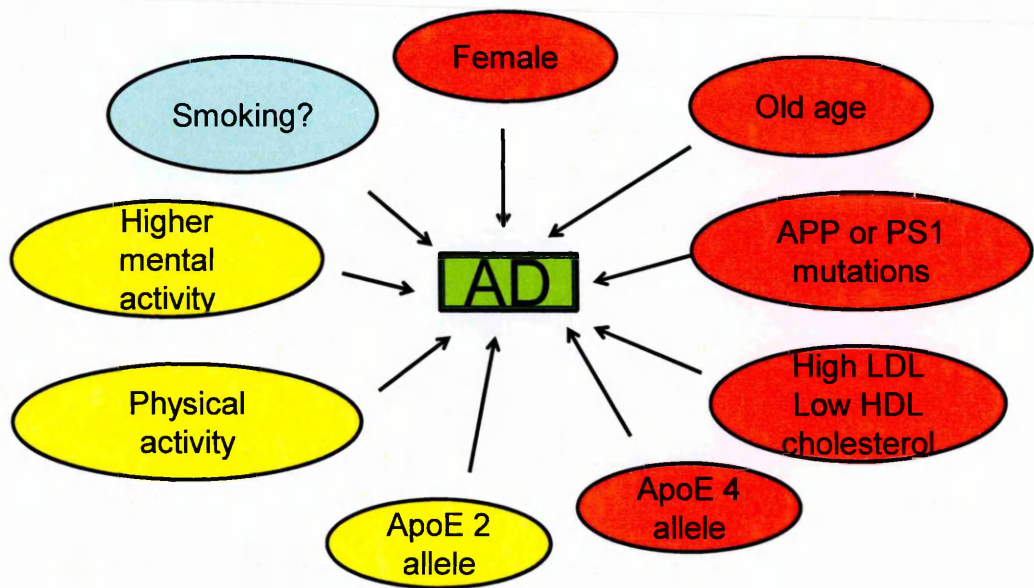 Female
Smoking?
Old age
Higher
mental
activity
APP or PS1
mutations
AD
Physical
activity
High LDL
Low HDL
cholesterol
ApoE 2
allele
ApoE 4
allele